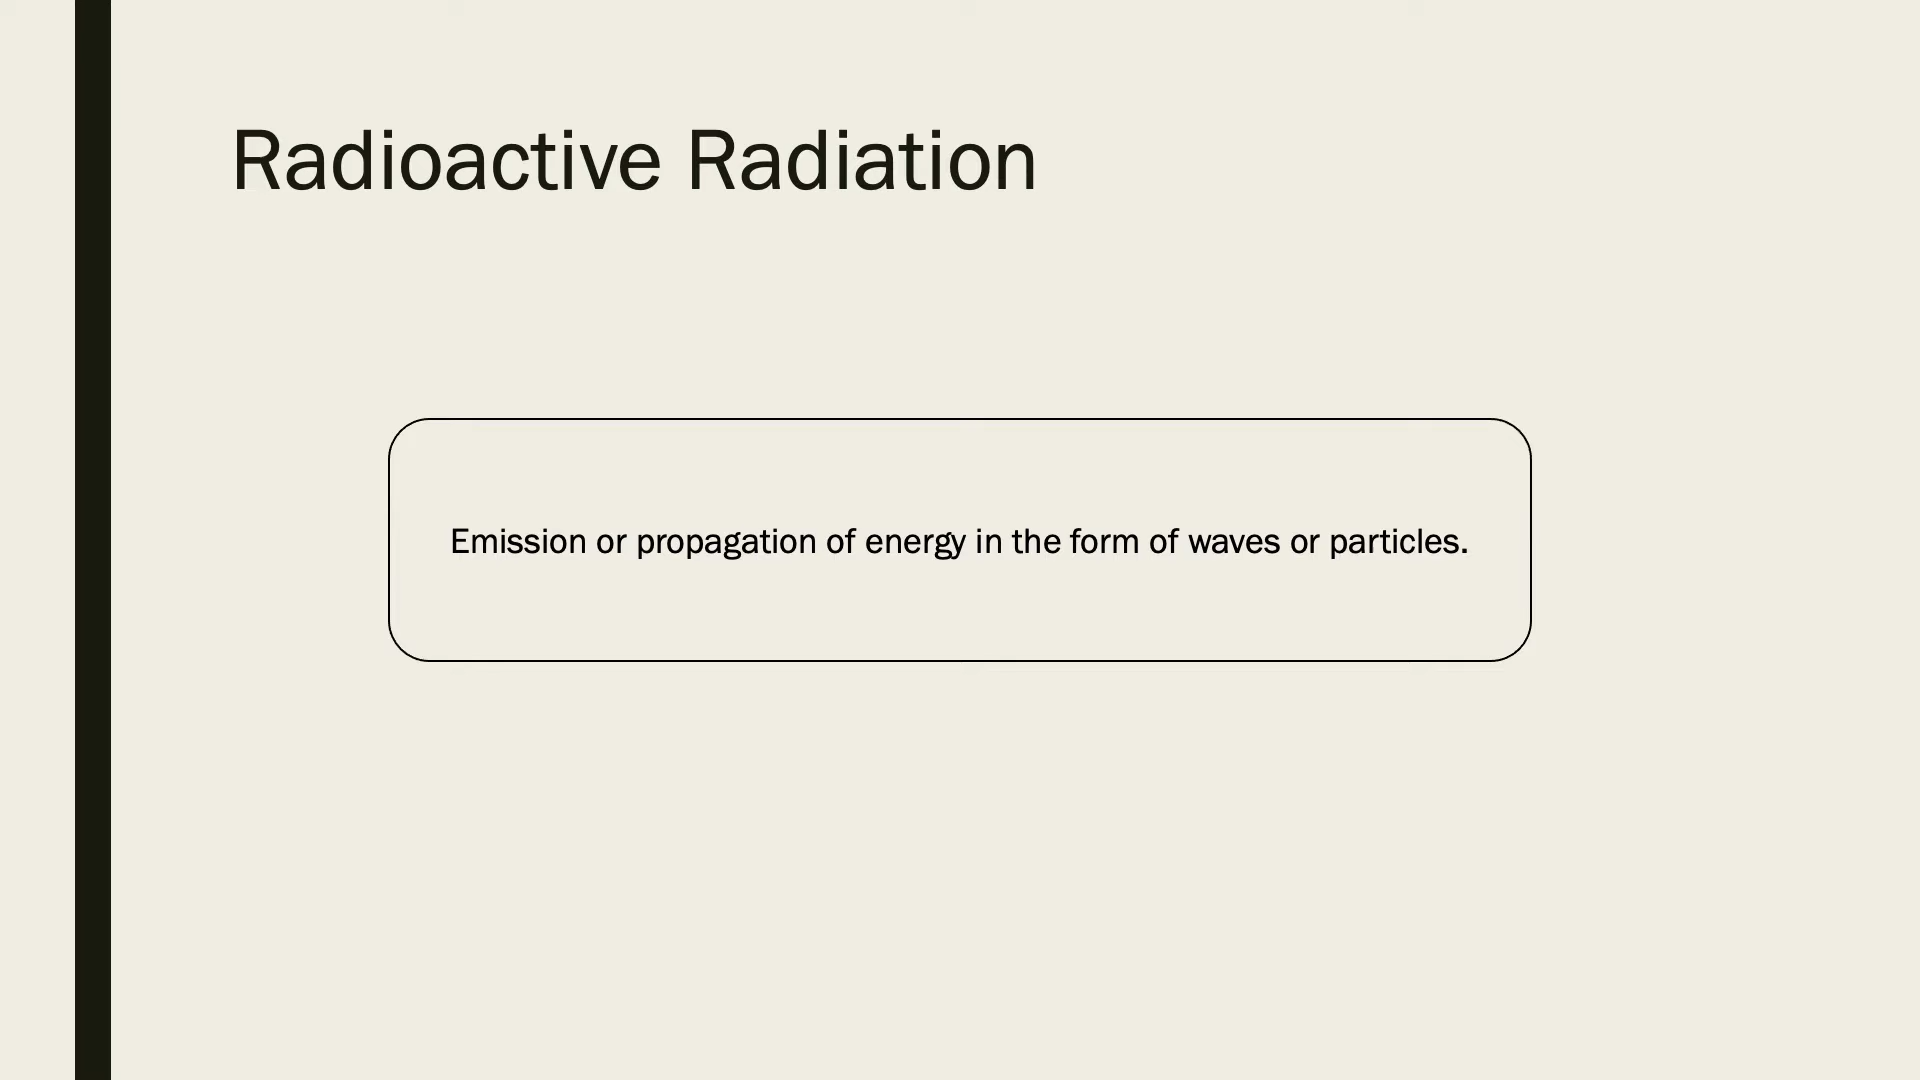 Radioactive Radiation
Emission or propagation of energy in the form of waves or particles.